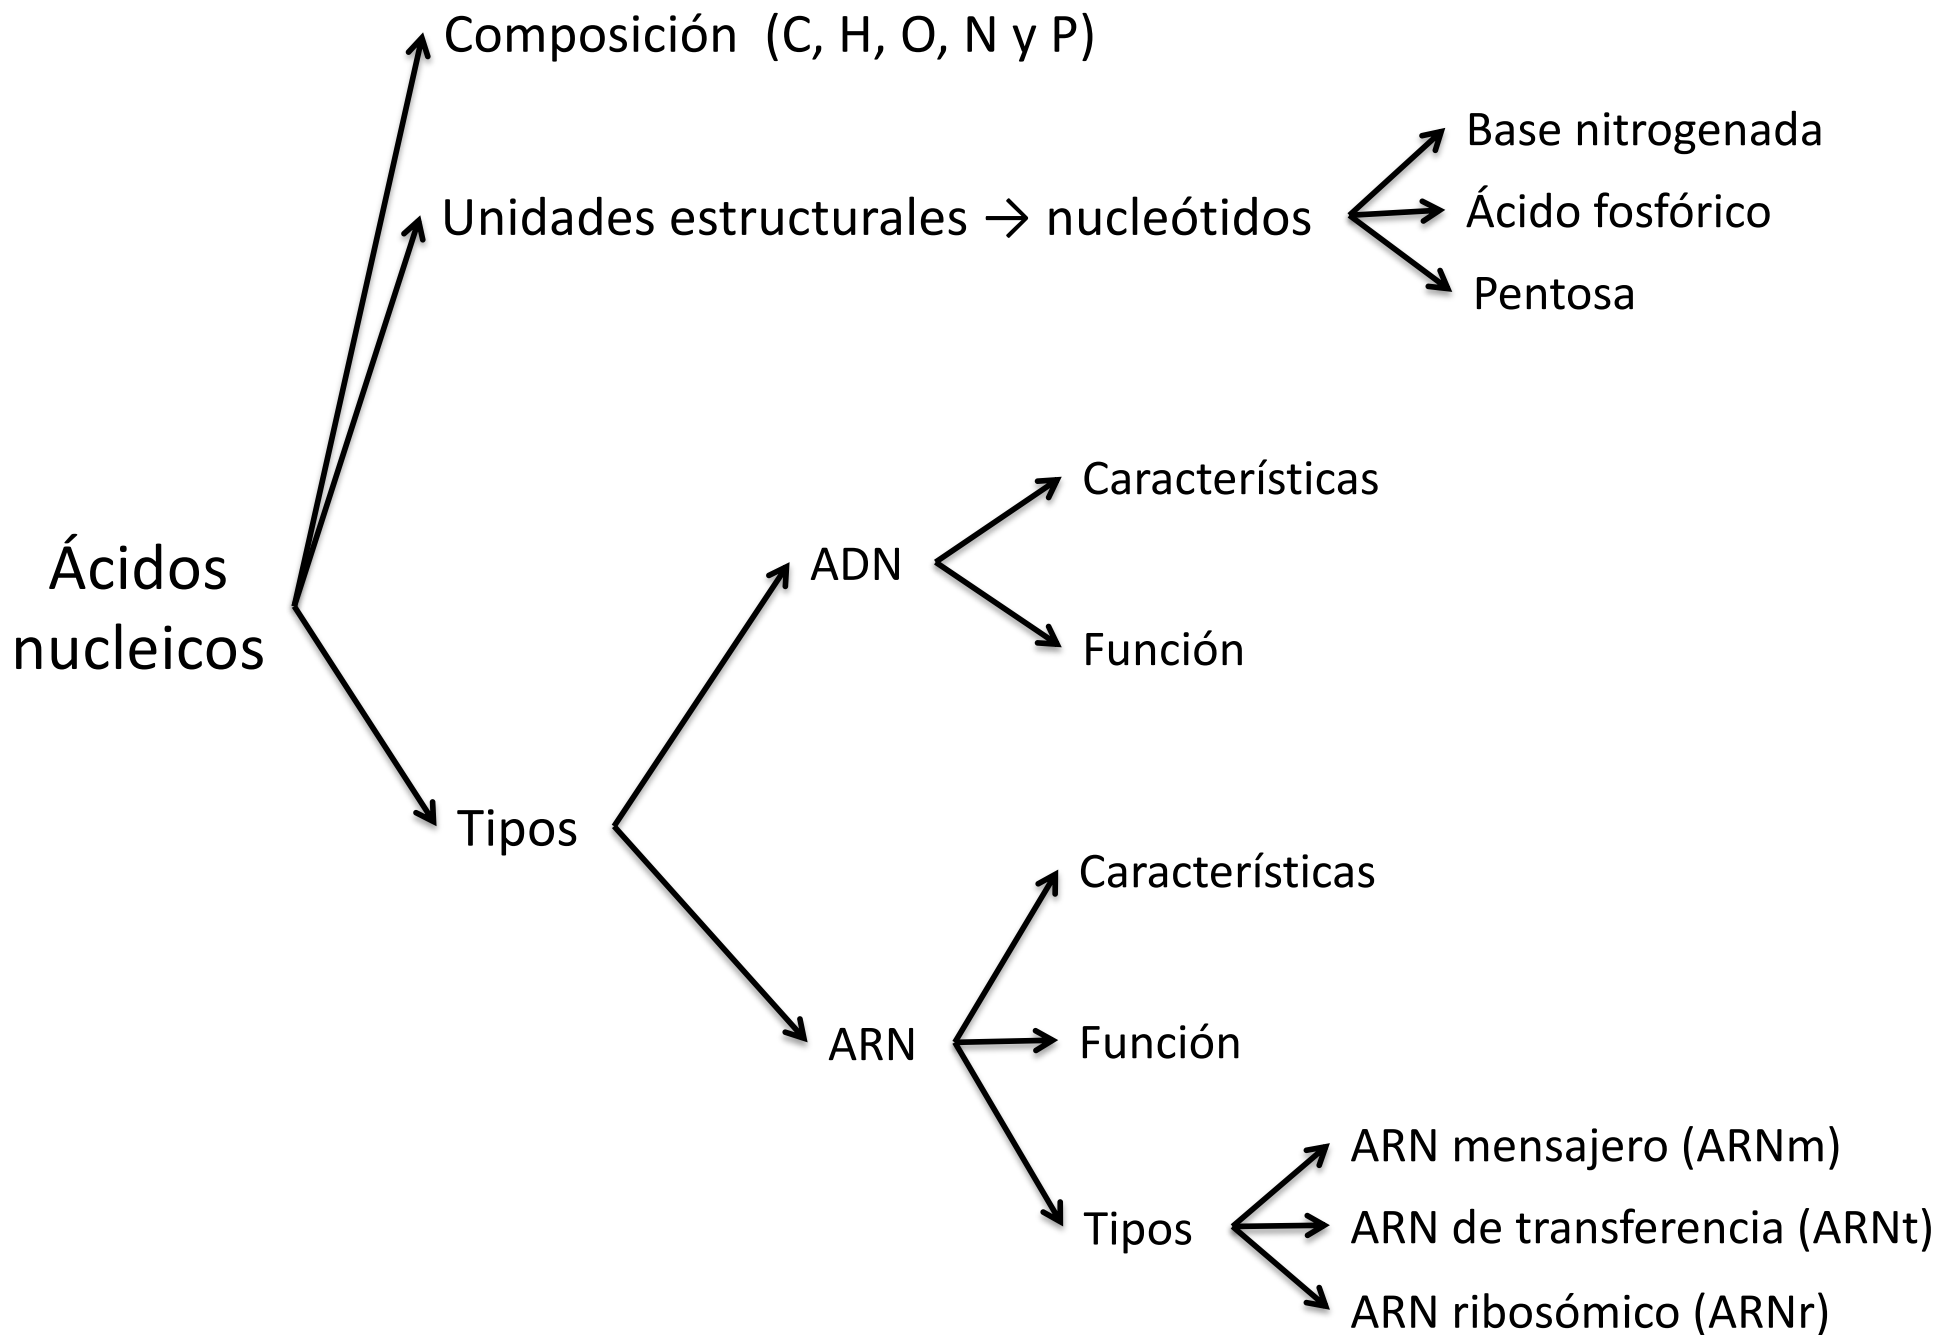 Composición (C, H, O, N y P)
Unidades estructurales → nucleótidos
Base nitrogenada
Ácido fosfórico
Pentosa
Ácidos
nucleicos
Tipos
ADN
Características
Función
ARN
Características
Función
Tipos
ARN mensajero (ARNm)
ARN de transferencia (ARNt)
ARN ribosómico (ARNr)